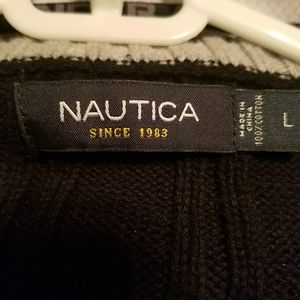 NAUTICA
SINCE 1983
MADE IN
CHINA
100% COTTON
L